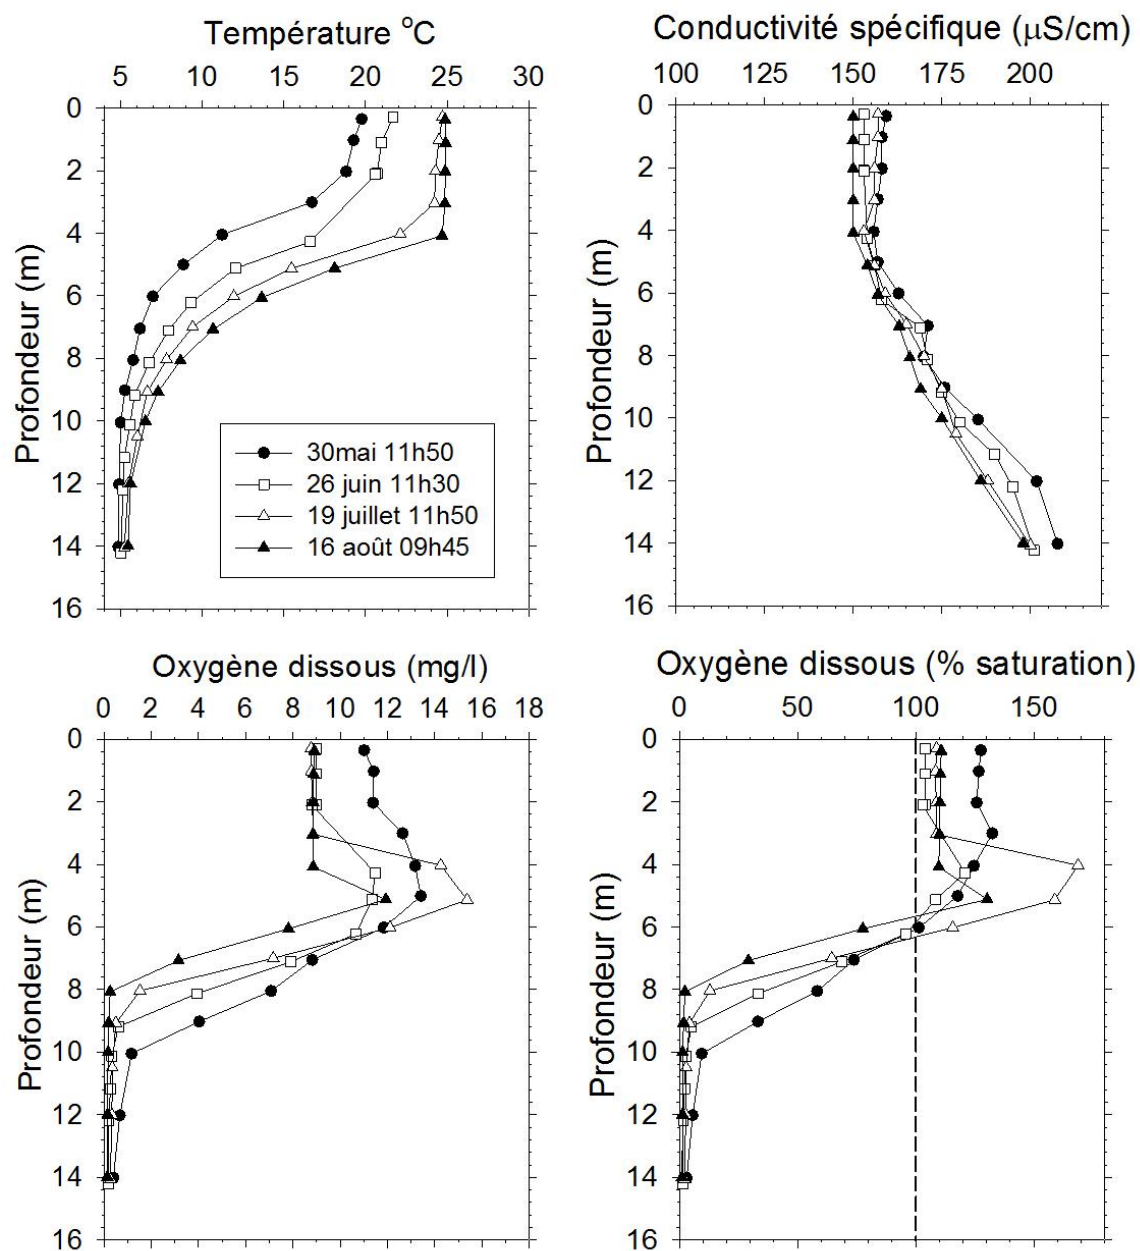 Température °C
5 10 15 20 25 30
0
2
4
6
8
10
12
14
16
Profondeur (m)
30mai 11h50
26 juin 11h30
19 juillet 11h50
16 août 09h45
Conductivité spécifique (µS/cm)
100 125 150 175 200
0
2
4
6
8
10
12
14
16
Profondeur (m)
Oxygène dissous (mg/l)
0 2 4 6 8 10 12 14 16 18
0
2
4
6
8
10
12
14
16
Profondeur (m)
Oxygène dissous (% saturation)
0 50 100 150
0
2
4
6
8
10
12
14
16
Profondeur (m)